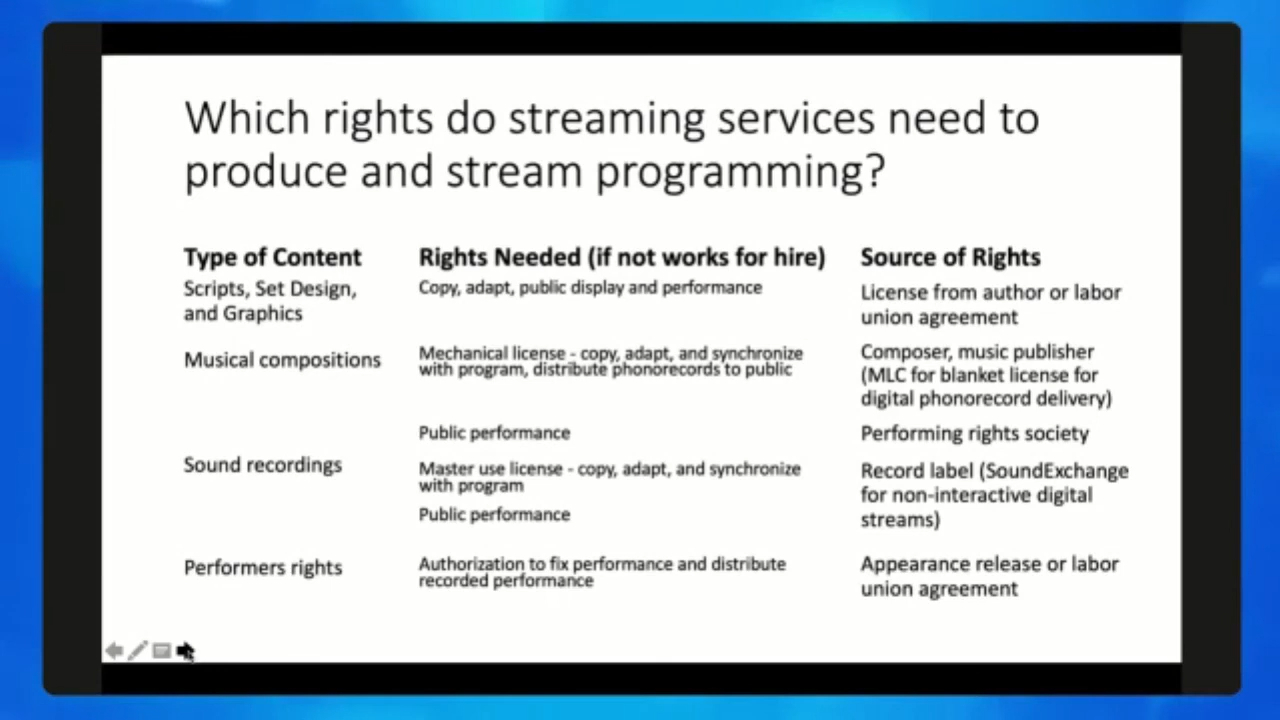 Which rights do streaming services need to
produce and stream programming?
Type of Content
Rights Needed (if not works for hire)
Source of Rights
Scripts, Set Design,
and Graphics
Copy, adapt, public display and performance
License from author or labor
union agreement
Musical compositions
Mechanical license - copy, adapt, and synchronize
with program, distribute phonorecords to public
Composer, music publisher
(MLC for blanket license for
digital phonorecord delivery)
Public performance
Performing rights society
Sound recordings
Master use license - copy, adapt, and synchronize
with program
Public performance
Record label (SoundExchange
for non-interactive digital
streams)
Performers rights
Authorization to fix performance and distribute
recorded performance
Appearance release or labor
union agreement